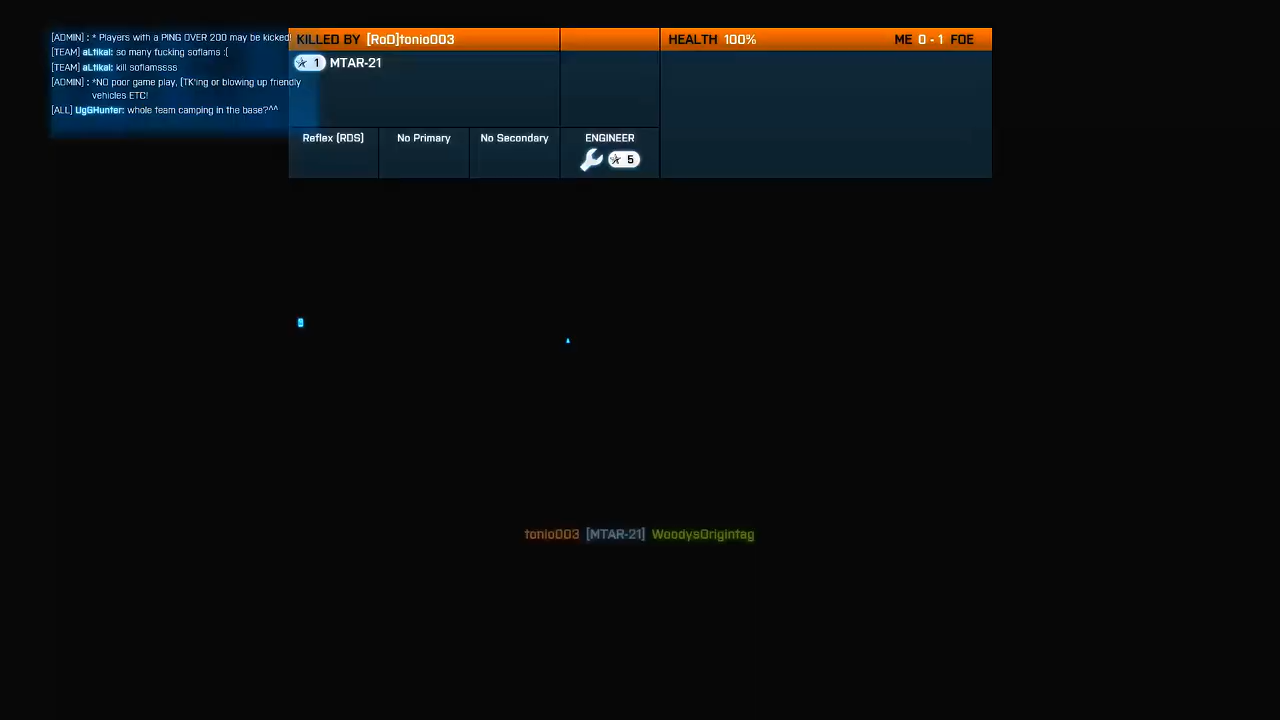 [ADMIN] : * Players with a PING OVER 200 may be kicked!
[TEAM] aLtikal: so many fucking soflams :(
[TEAM] aLtikal: kill soflamssss
[ADMIN] : *NO poor game play, (TK'ing or blowing up friendly
vehicles ETC!
[ALL] UgGHunter: whole team camping in the base?^^
KILLED BY [RoD]tonio003
HEALTH 100%
ME 0 - 1 FOE
1 MTAR-21
Reflex (RDS)
No Primary
No Secondary
ENGINEER
5
tonio003 [MTAR-21] WoodysOrigintag